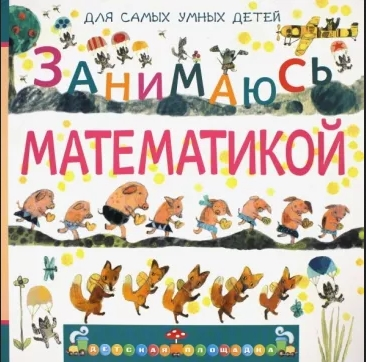 ДЛЯ САМЫХ УМНЫХ ДЕТЕЙ
ЗАНИМАЮСЬ
МАТЕМАТИКОЙ
ДЕТСКАЯ ПЛОЩАДКА